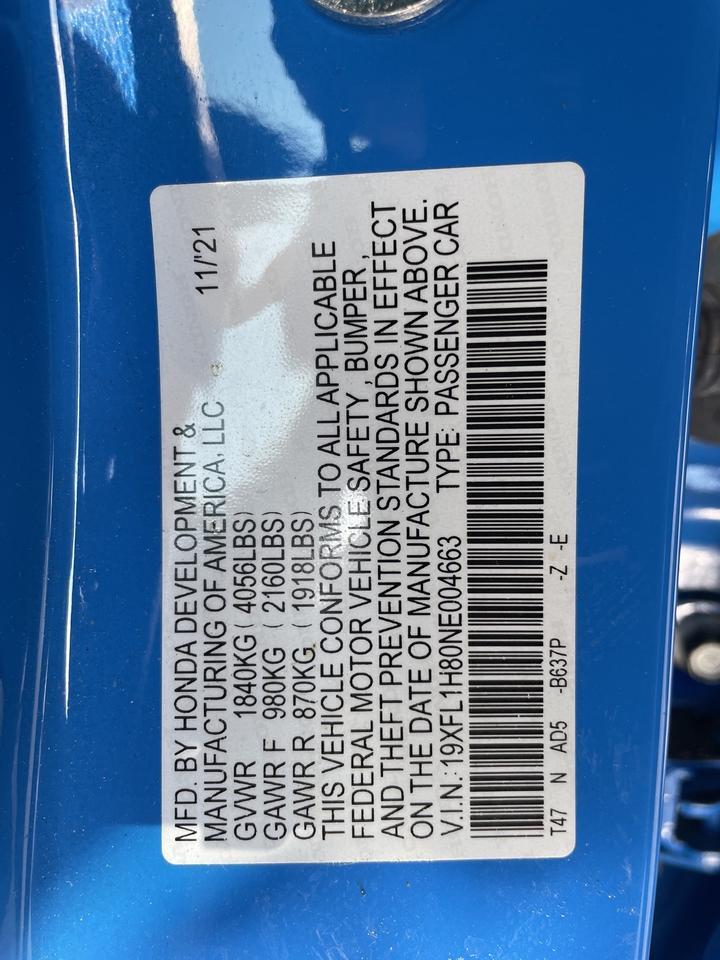 MFD. BY HONDA DEVELOPMENT &
MANUFACTURING OF AMERICA, LLC 11/'21
GVWR 1840KG ( 4056LBS)
GAWR F 980KG ( 2160LBS)
GAWR R 870KG ( 1918LBS)
THIS VEHICLE CONFORMS TO ALL APPLICABLE
FEDERAL MOTOR VEHICLE SAFETY , BUMPER ,
AND THEFT PREVENTION STANDARDS IN EFFECT
ON THE DATE OF MANUFACTURE SHOWN ABOVE.
V.I.N.: 19XFL1H80NE004663 TYPE: PASSENGER CAR
T47 N AD5 -B637P -Z -E